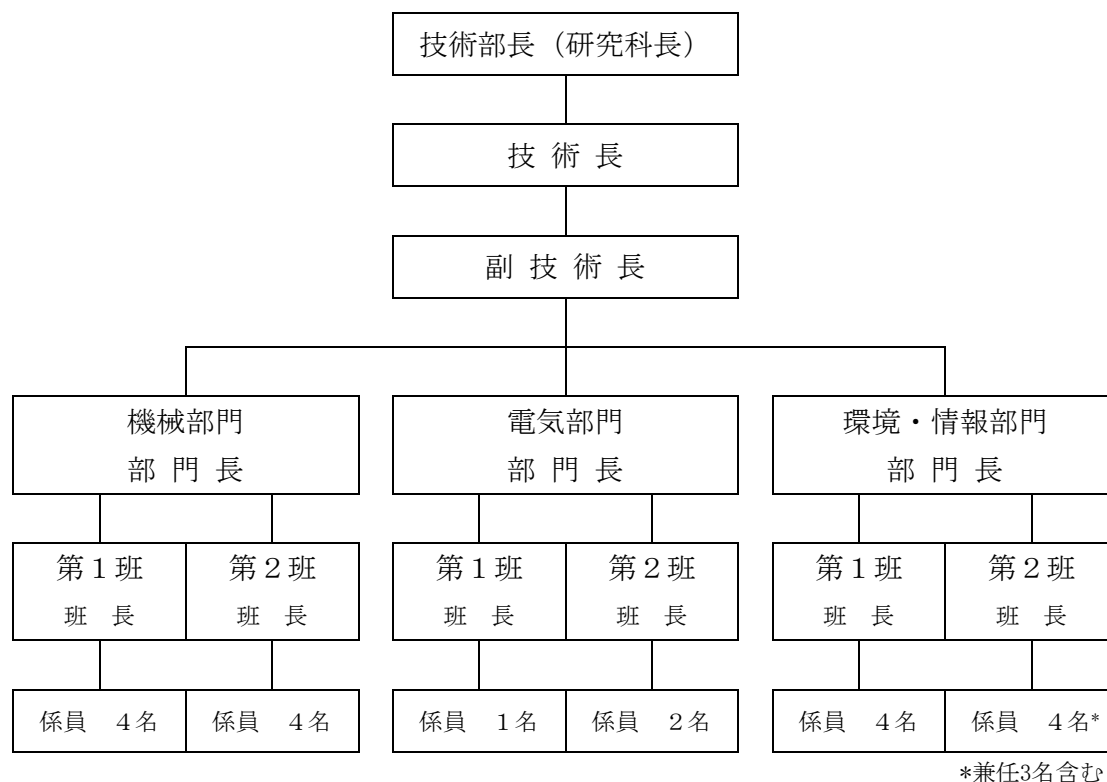 技術部長（研究科長）
技 術 長
副 技 術 長
機械部門 電気部門 環境・情報部門
部 門 長 部 門 長 部 門 長
第１班 第２班 第１班 第２班 第１班 第２班
班 長 班 長 班 長 班 長 班 長 班 長
係員 ４名 係員 ４名 係員 １名 係員 ２名 係員 ４名 係員 ４名*
*兼任3名含む